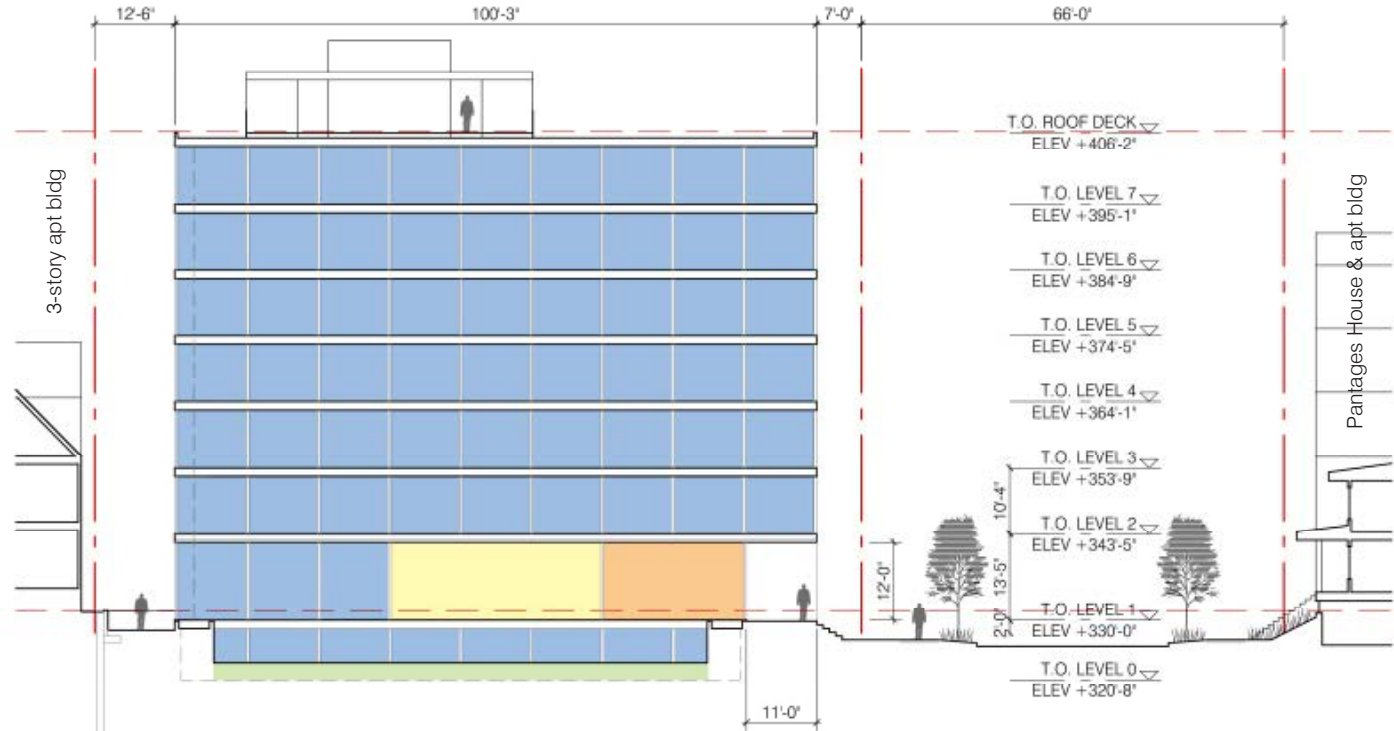 12'-6"
100'-3"
7'-0"
66'-0"
T.O. ROOF DECK
ELEV +406'-2"
3-story apt bldg
T.O. LEVEL 7
ELEV +395'-1"
Pantages House & apt bldg
T.O. LEVEL 6
ELEV +384'-9"
T.O. LEVEL 5
ELEV +374'-5"
T.O. LEVEL 4
ELEV +364'-1"
T.O. LEVEL 3
ELEV +353'-9"
10'-4"
T.O. LEVEL 2
ELEV +343'-5"
12'-0"
13'-5"
2'-0"
T.O. LEVEL 1
ELEV +330'-0"
T.O. LEVEL 0
ELEV +320'-8"
11'-0"